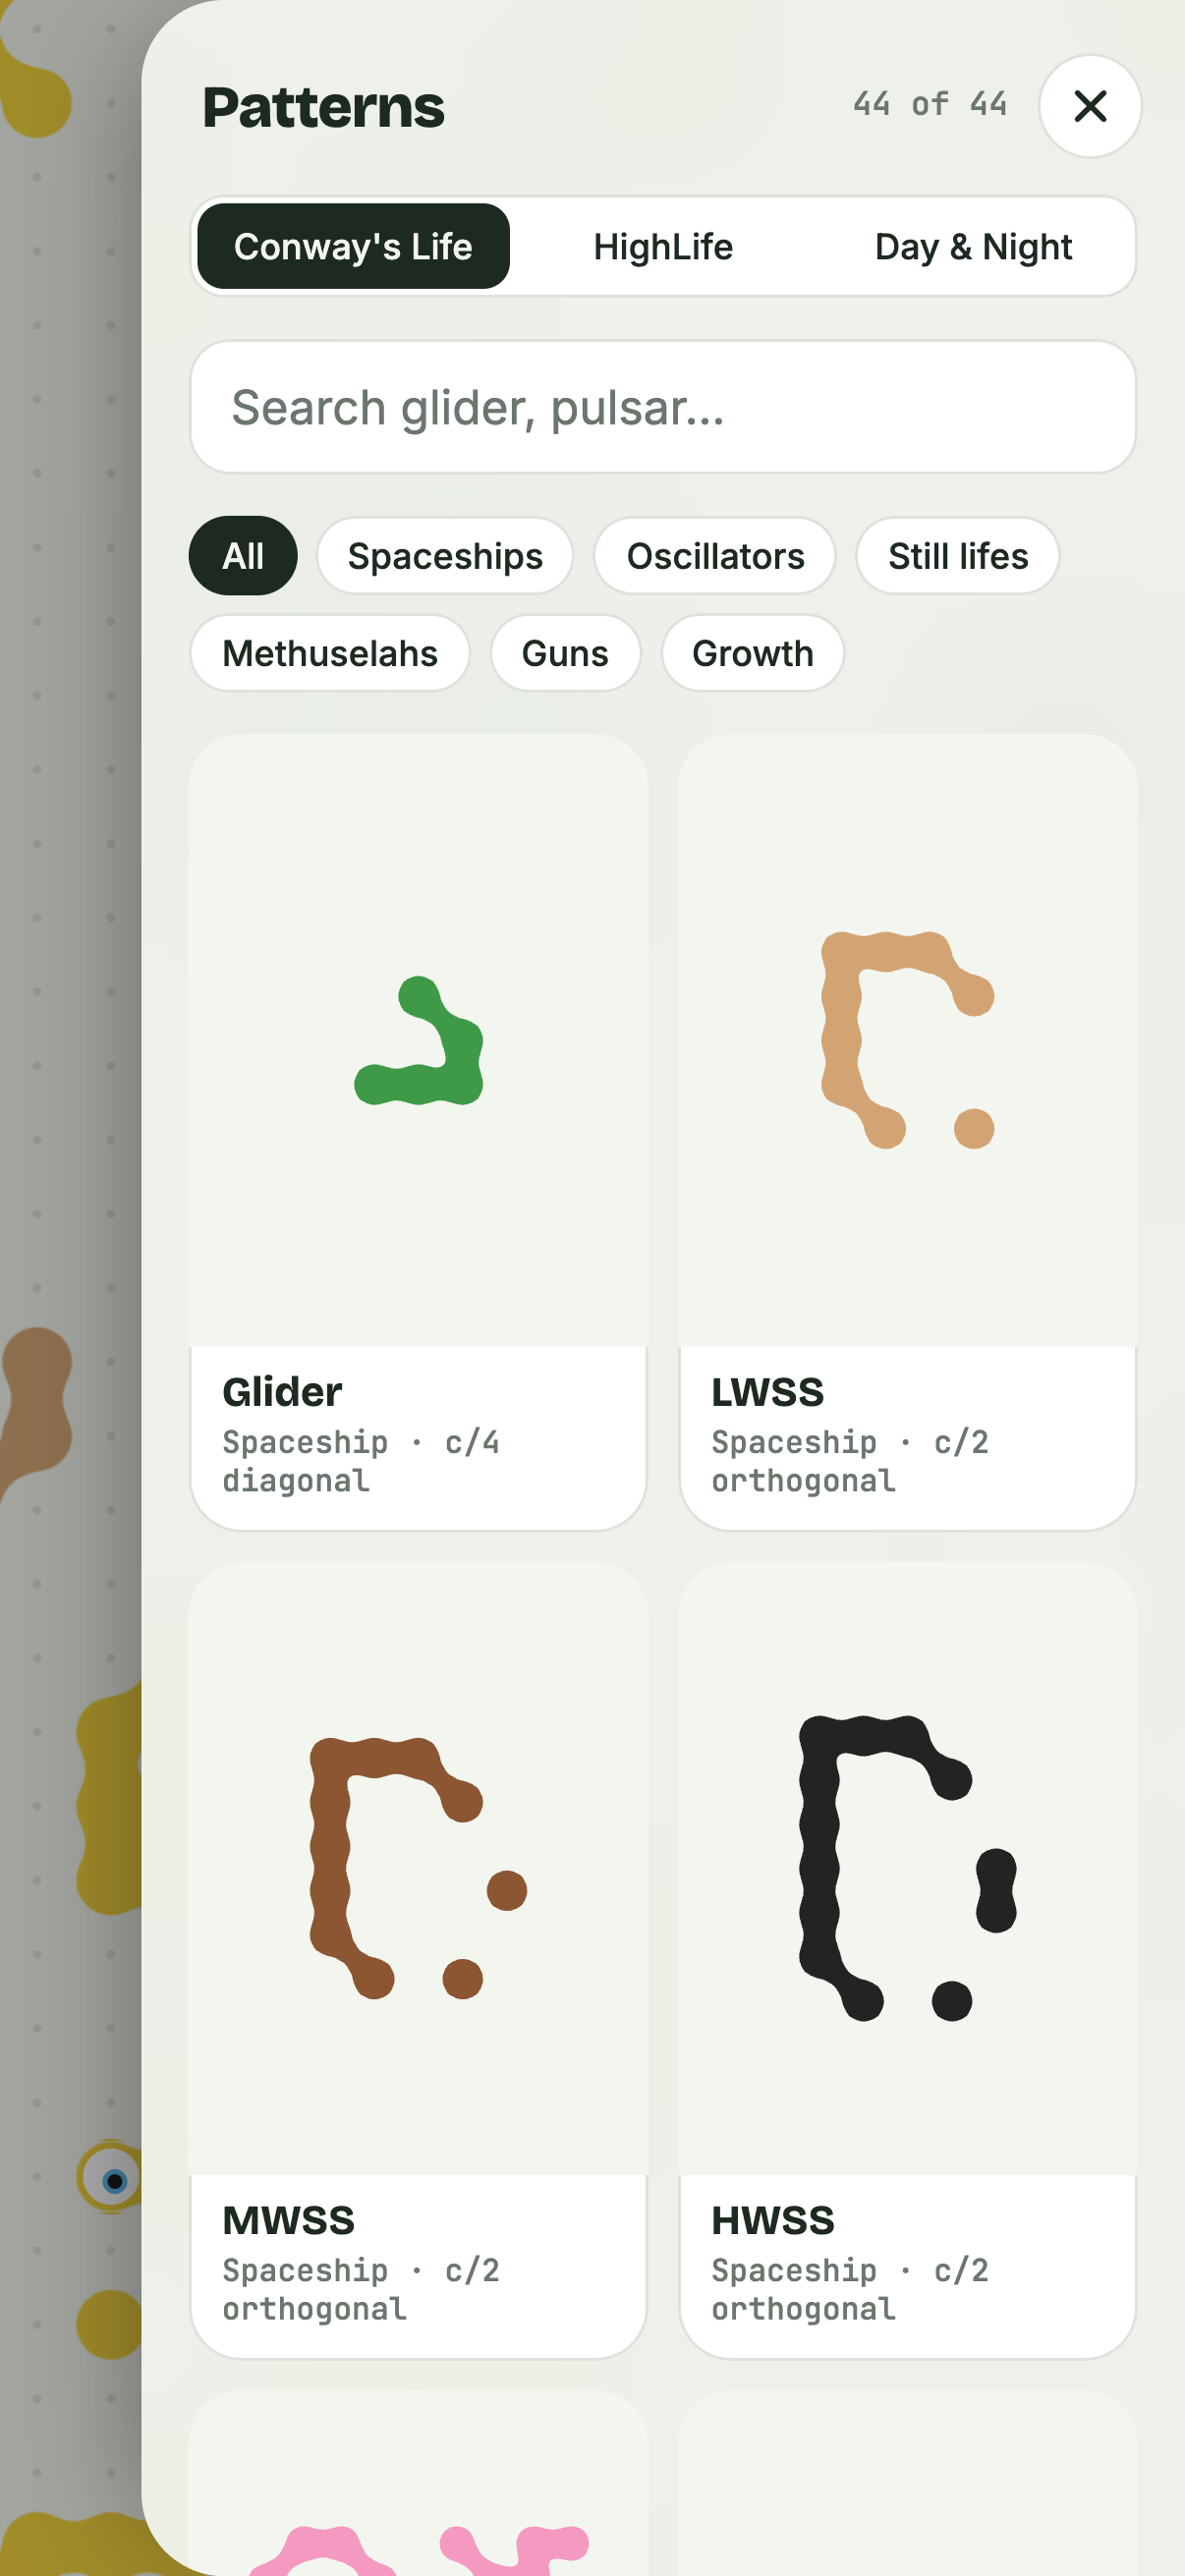 Patterns
44 of 44
Conway's Life
HighLife
Day & Night
Search glider, pulsar...
All
Spaceships
Oscillators
Still lifes
Methuselahs
Guns
Growth
Glider
Spaceship · c/4
diagonal
LWSS
Spaceship · c/2
orthogonal
MWSS
Spaceship · c/2
orthogonal
HWSS
Spaceship · c/2
orthogonal